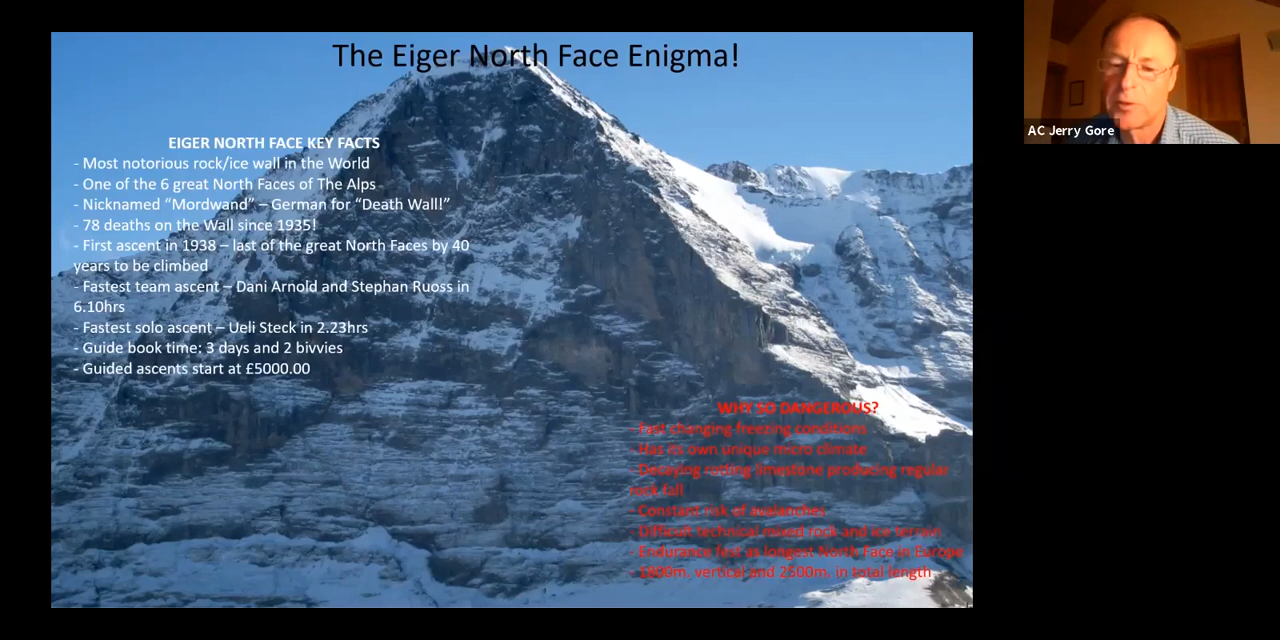 The Eiger North Face Enigma!
EIGER NORTH FACE KEY FACTS
- Most notorious rock/ice wall in the World
- One of the 6 great North Faces of The Alps
- Nicknamed “Mordwand” – German for “Death Wall!”
- 78 deaths on the Wall since 1935!
- First ascent in 1938 – last of the great North Faces by 40
years to be climbed
- Fastest team ascent – Dani Arnold and Stephan Ruoss in
6.10hrs
- Fastest solo ascent – Ueli Steck in 2.23hrs
- Guide book time: 3 days and 2 bivvies
- Guided ascents start at £5000.00
WHY SO DANGEROUS?
- Fast changing freezing conditions
- Has its own unique micro climate
- Decaying rotting limestone producing regular
rock fall
- Constant risk of avalanches
- Difficult technical mixed rock and ice terrain
- Endurance fest as longest North Face in Europe
- 1800m. vertical and 2500m. in total length
AC Jerry Gore